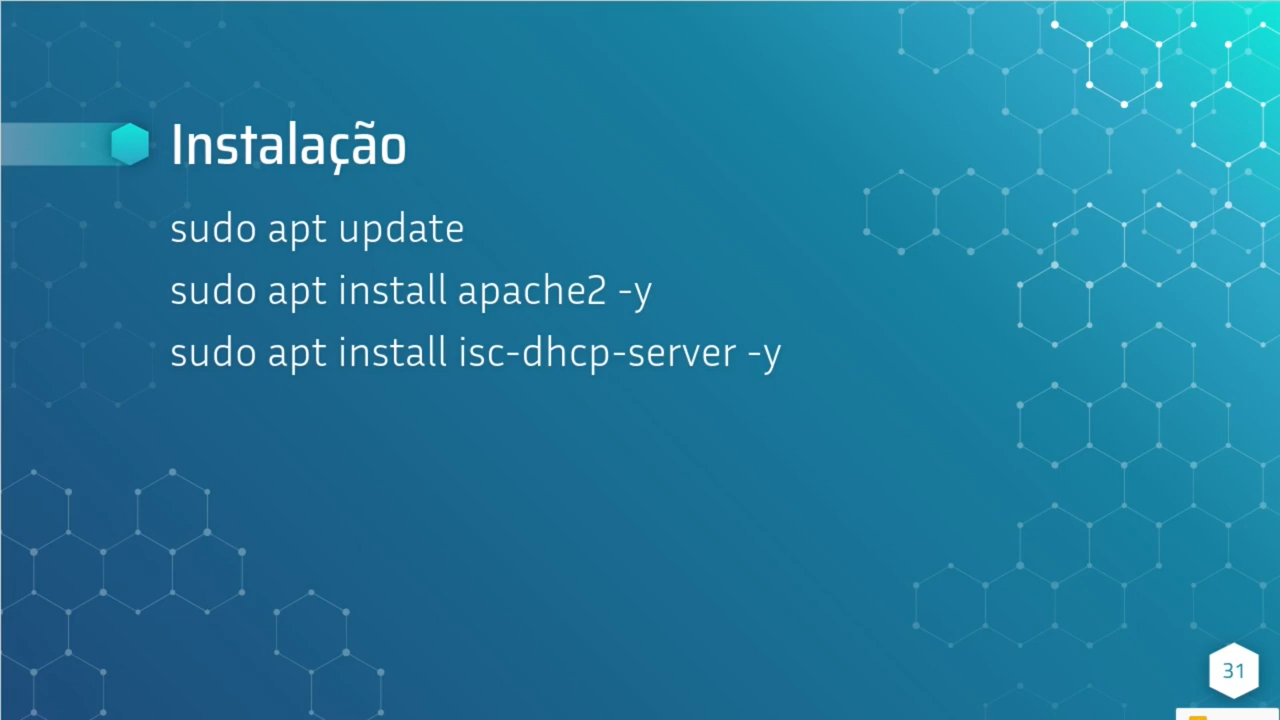 Instalação
sudo apt update
sudo apt install apache2 -y
sudo apt install isc-dhcp-server -y
31